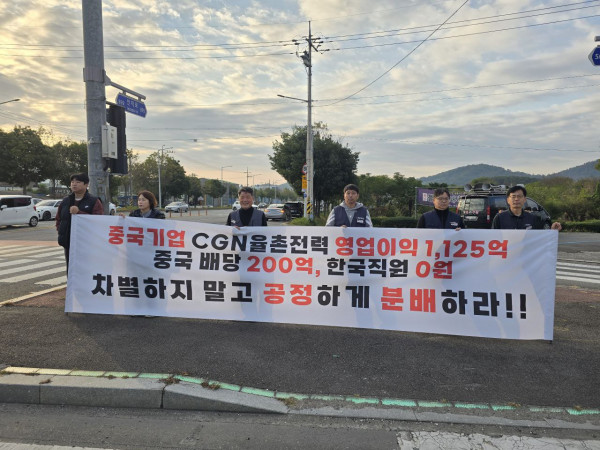 중국기업 CGN율촌전력 영업이익 1,125억
중국 배당 200억, 한국직원 0원
차별하지 말고 공정하게 분배하라!!